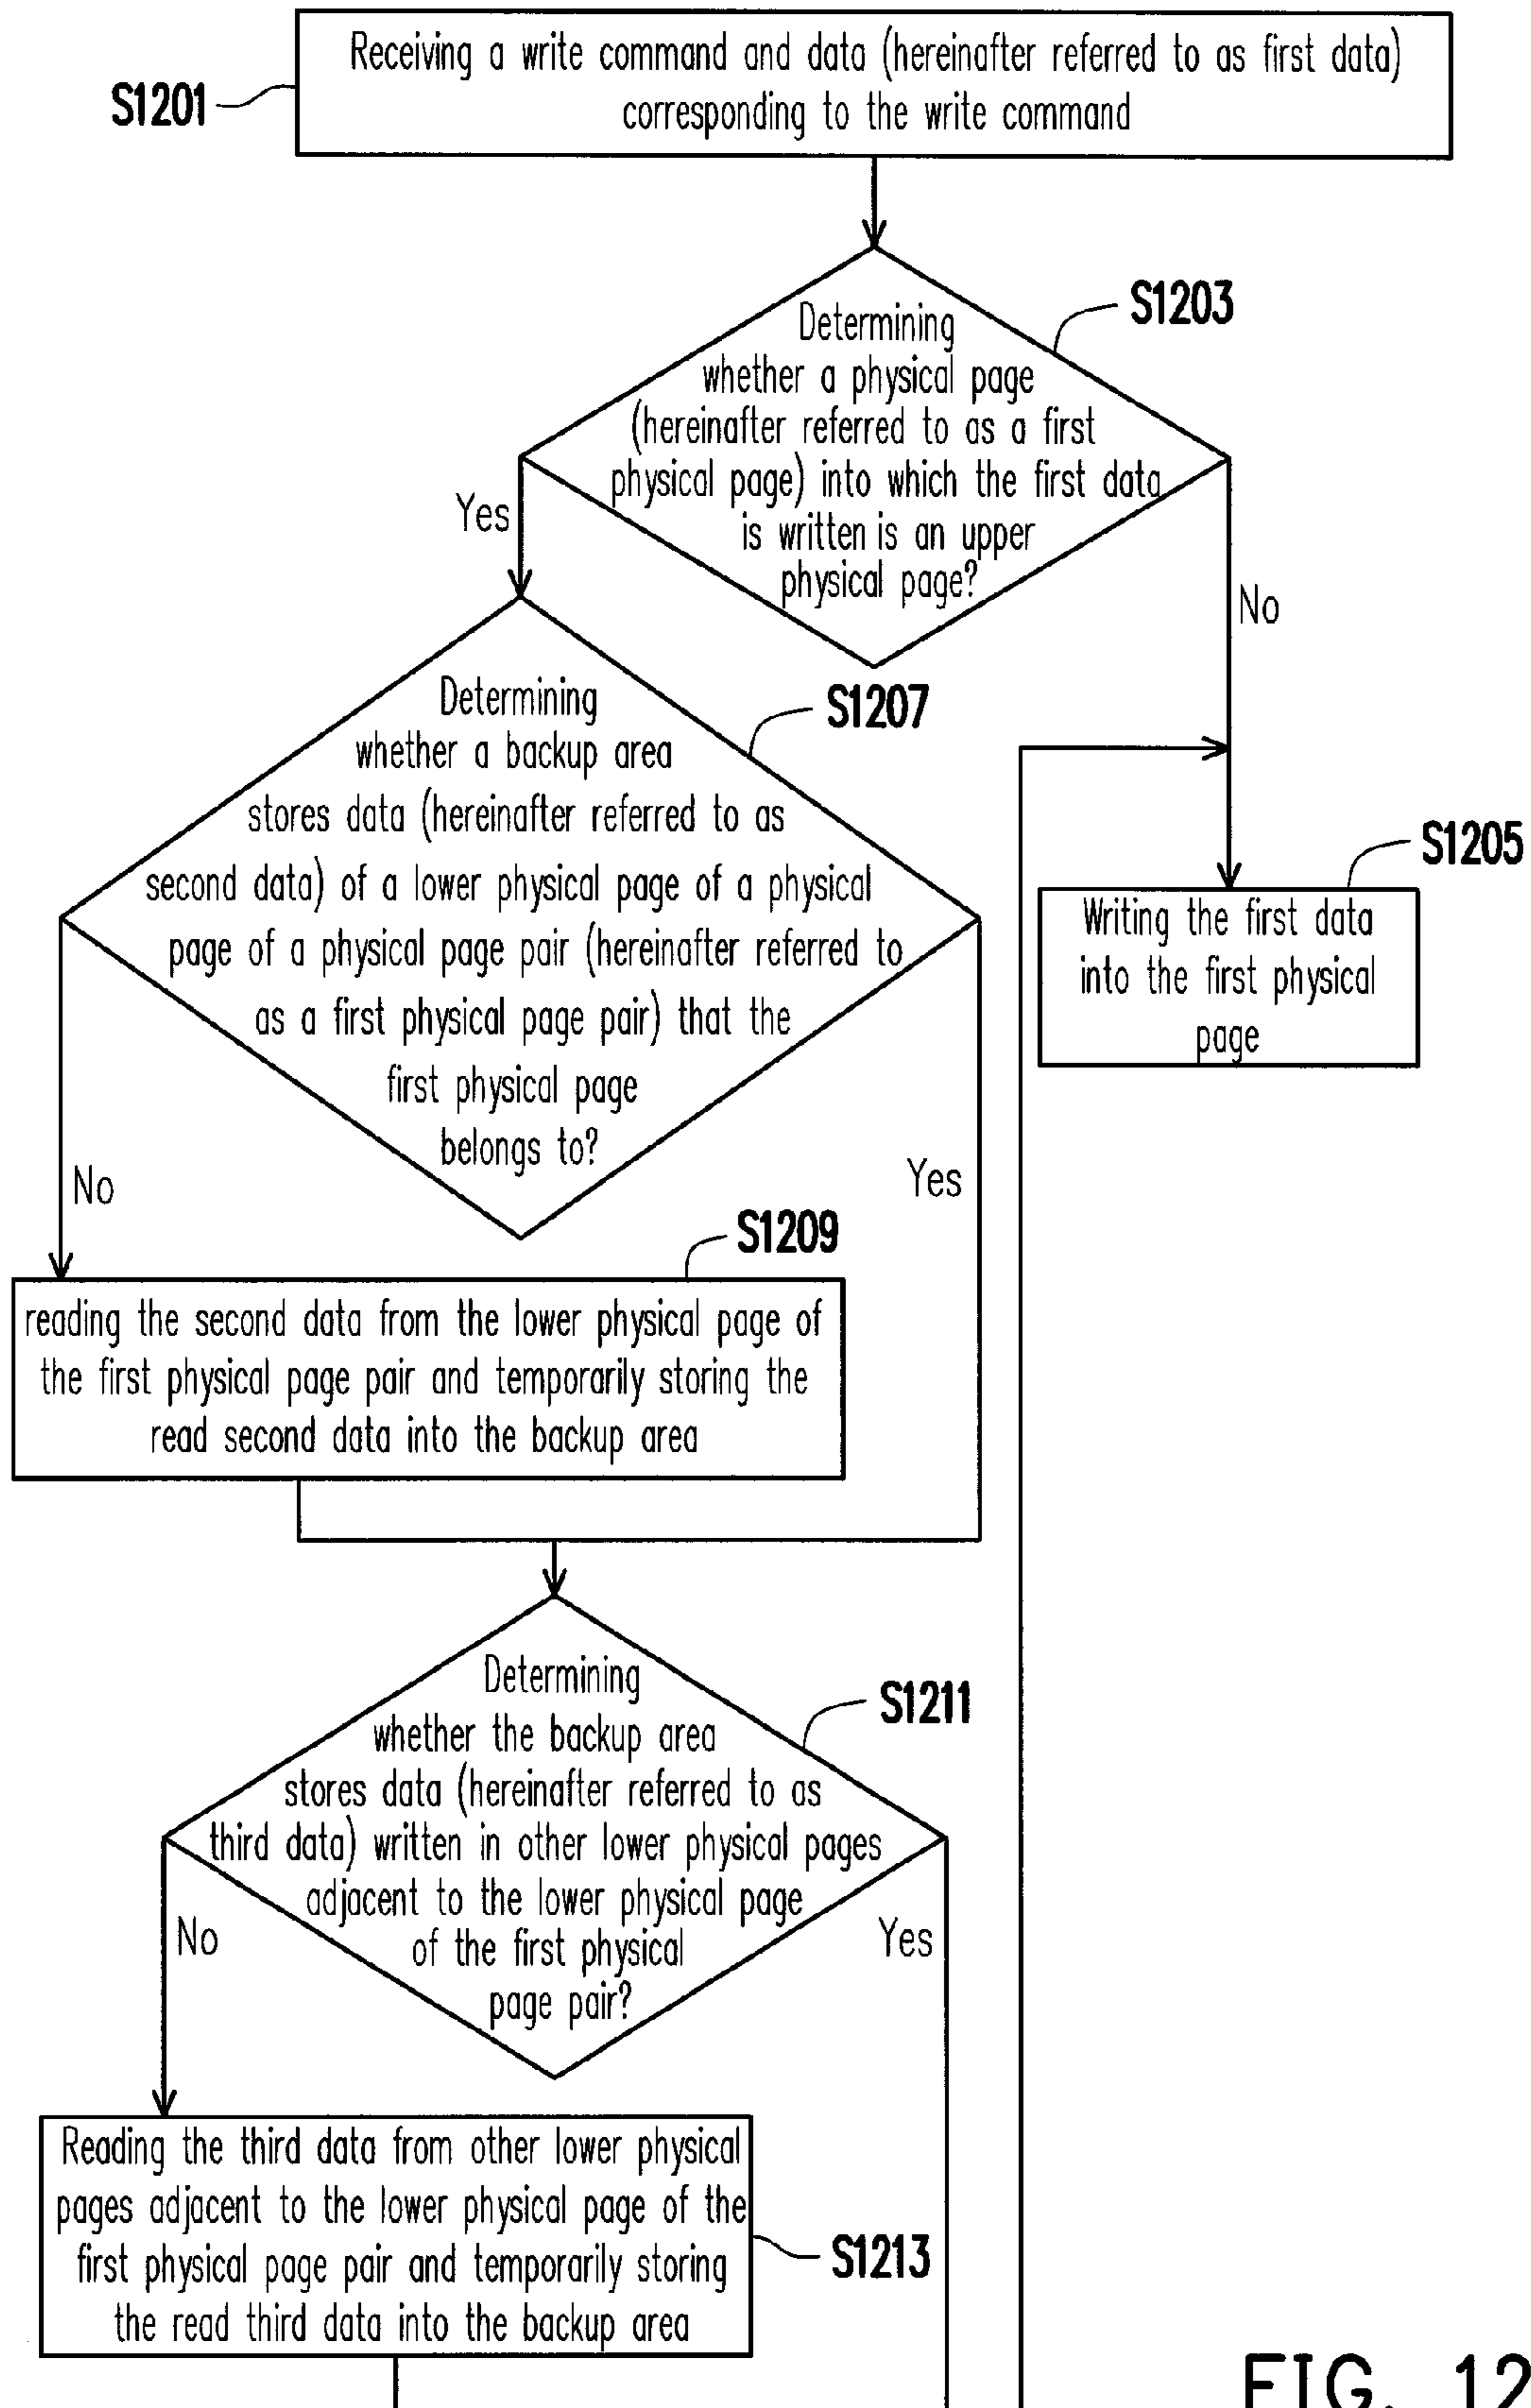 Receiving a write command and data (hereinafter referred to as first data)
corresponding to the write command
S1201
S1203
Determining
whether a physical page
(hereinafter referred to as a first
physical page) into which the first data
is written is an upper
physical page?
Yes
No
S1207
Determining
whether a backup area
stores data (hereinafter referred to as
second data) of a lower physical page of a physical
page of a physical page pair (hereinafter referred to
as a first physical page pair) that the
first physical page
belongs to?
S1205
Writing the first data
into the first physical
page
No
Yes
S1209
reading the second data from the lower physical page of
the first physical page pair and temporarily storing the
read second data into the backup area
S1211
Determining
whether the backup area
stores data (hereinafter referred to as
third data) written in other lower physical pages
adjacent to the lower physical page
of the first physical
page pair?
No
Yes
Reading the third data from other lower physical
pages adjacent to the lower physical page of the
first physical page pair and temporarily storing
the read third data into the backup area
S1213
FIG. 12